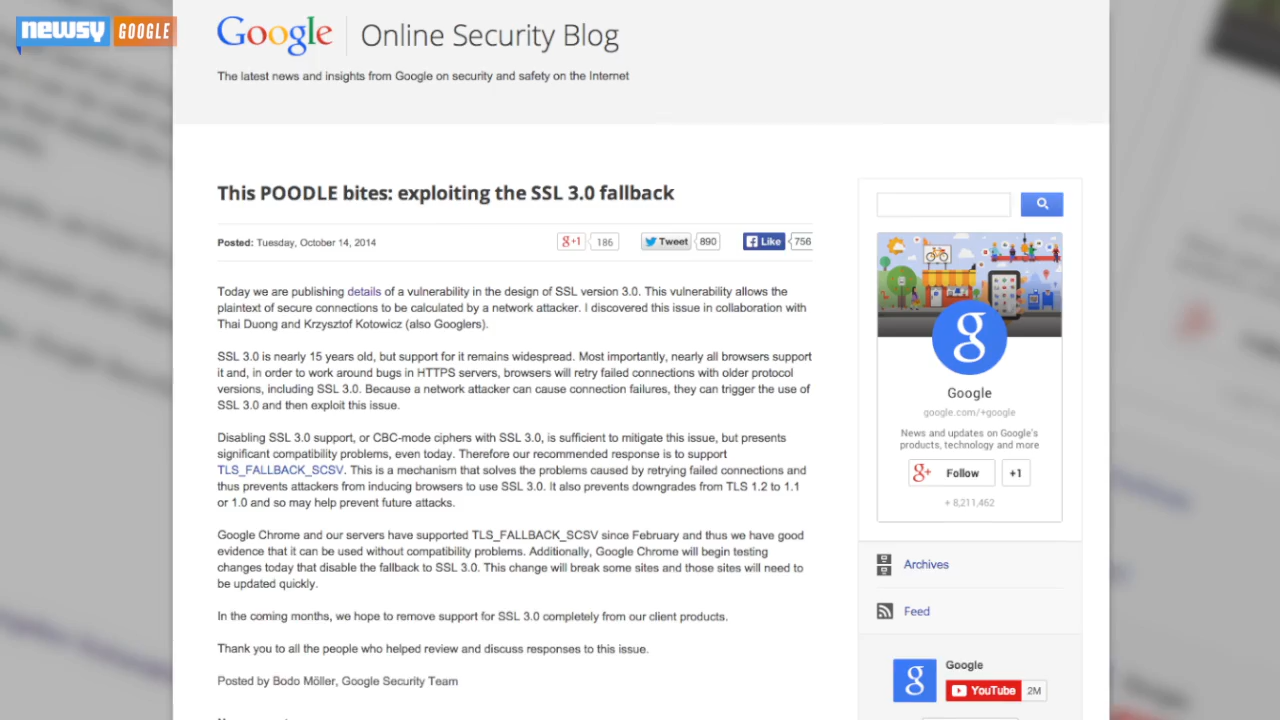 newsy GOOGLE
Google Online Security Blog
The latest news and insights from Google on security and safety on the Internet
This POODLE bites: exploiting the SSL 3.0 fallback
Posted: Tuesday, October 14, 2014
g+1 186 Tweet 890 Like 756
Today we are publishing details of a vulnerability in the design of SSL version 3.0. This vulnerability allows the
plaintext of secure connections to be calculated by a network attacker. I discovered this issue in collaboration with
Thai Duong and Krzysztof Kotowicz (also Googlers).
SSL 3.0 is nearly 15 years old, but support for it remains widespread. Most importantly, nearly all browsers support
it and, in order to work around bugs in HTTPS servers, browsers will retry failed connections with older protocol
versions, including SSL 3.0. Because a network attacker can cause connection failures, they can trigger the use of
SSL 3.0 and then exploit this issue.
Disabling SSL 3.0 support, or CBC-mode ciphers with SSL 3.0, is sufficient to mitigate this issue, but presents
significant compatibility problems, even today. Therefore our recommended response is to support
TLS_FALLBACK_SCSV. This is a mechanism that solves the problems caused by retrying failed connections and
thus prevents attackers from inducing browsers to use SSL 3.0. It also prevents downgrades from TLS 1.2 to 1.1
or 1.0 and so may help prevent future attacks.
Google Chrome and our servers have supported TLS_FALLBACK_SCSV since February and thus we have good
evidence that it can be used without compatibility problems. Additionally, Google Chrome will begin testing
changes today that disable the fallback to SSL 3.0. This change will break some sites and those sites will need to
be updated quickly.
In the coming months, we hope to remove support for SSL 3.0 completely from our client products.
Thank you to all the people who helped review and discuss responses to this issue.
Posted by Bodo Möller, Google Security Team
g
Google
google.com/+google
News and updates on Google's
products, technology and more
g+ Follow +1
+ 8,211,462
Archives
Feed
g Google
YouTube 2M